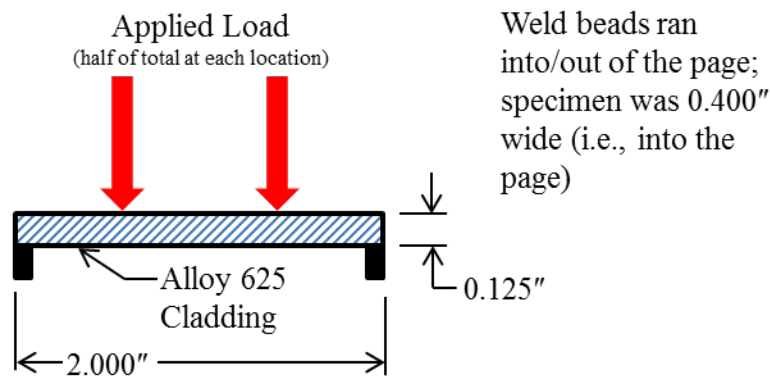 Applied Load
(half of total at each location)
Weld beads ran
into/out of the page;
specimen was 0.400″
wide (i.e., into the
page)
Alloy 625
Cladding
0.125″
2.000″